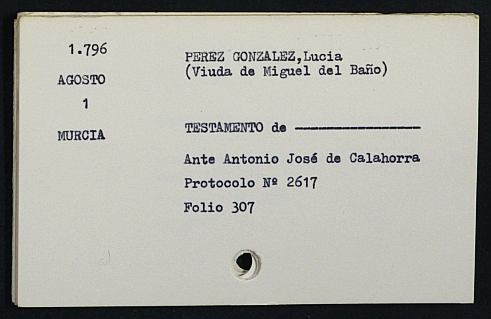 1.796
AGOSTO
1
MURCIA
PEREZ GONZALEZ,Lucia
(Viuda de Miguel del Baño)
TESTAMENTO de ——————————
Ante Antonio José de Calahorra
Protocolo Nº 2617
Folio 307